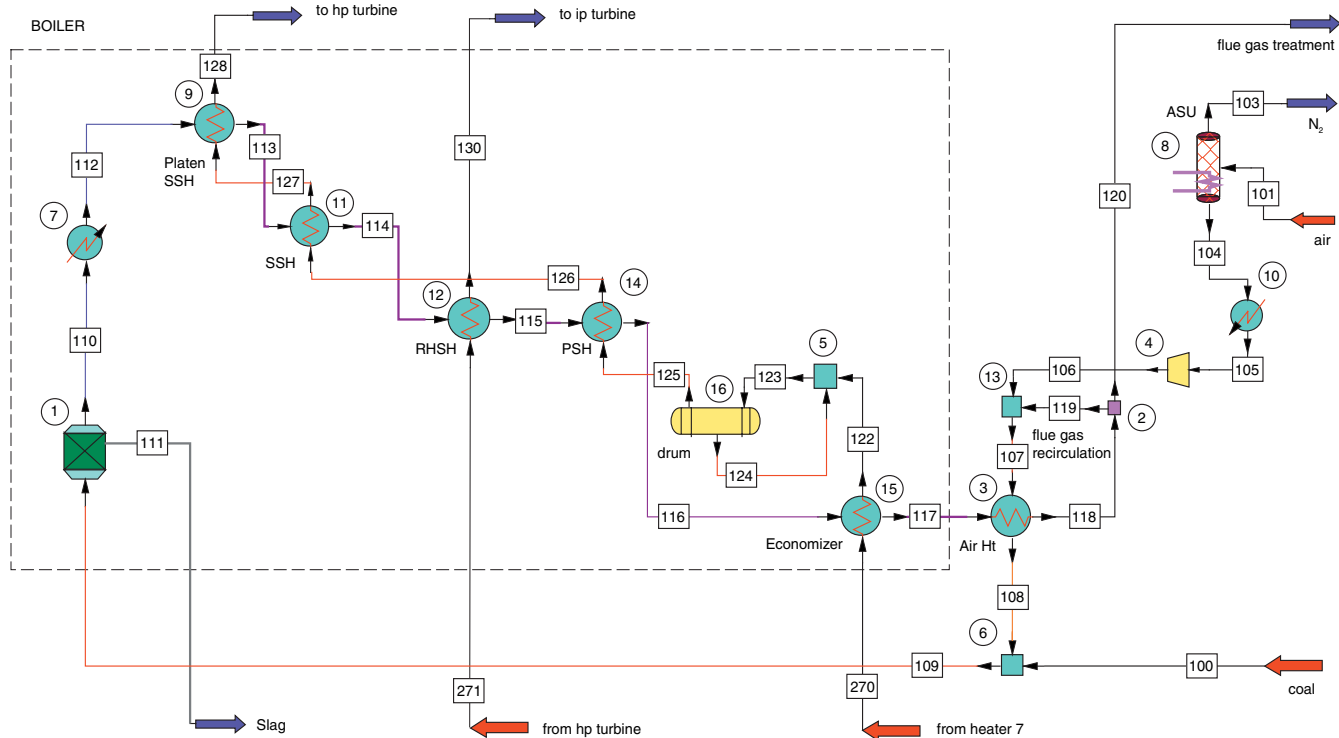 to hp turbine
to ip turbine
BOILER
flue gas treatment
128
9
ASU
103
N₂
8
112
113
130
Platen
SSH
127
120
101
7
11
114
air
SSH
104
126
14
10
12
115
RHSH
PSH
5
4
110
125
123
106
105
16
13
119
1
2
122
flue gas
recirculation
111
drum
107
124
15
3
116
117
118
Economizer
Air Ht
108
6
109
100
coal
271
270
Slag
from hp turbine
from heater 7